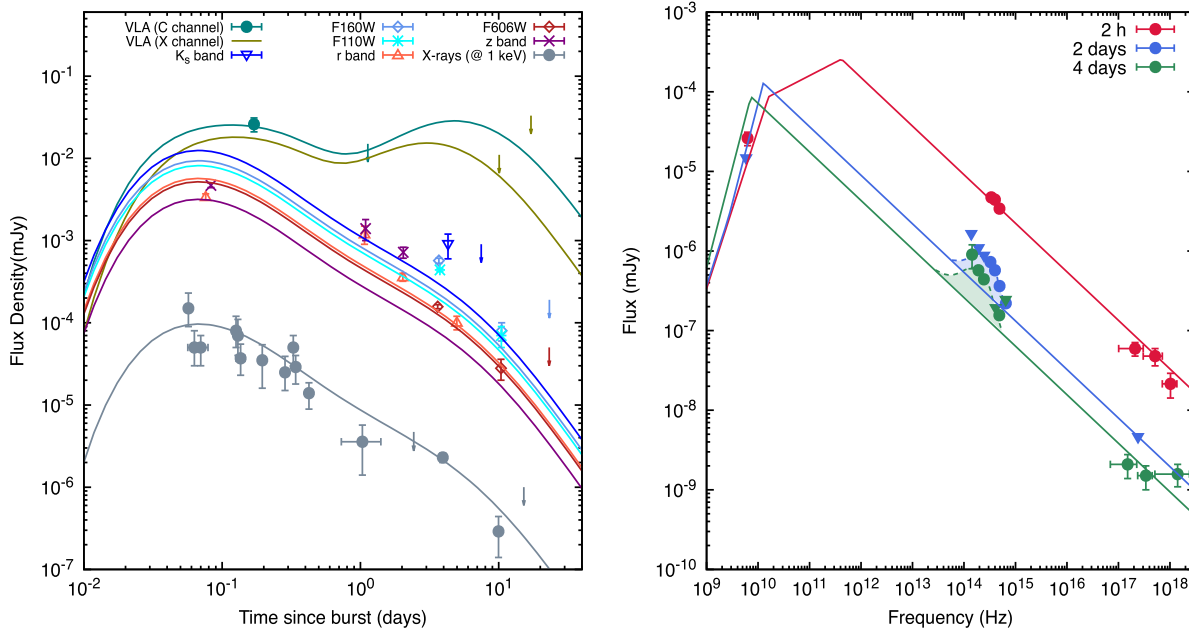 VLA (C channel) F160W F606W
VLA (X channel) F110W z band
Ks band r band X-rays (@ 1 keV)
10^-1
10^-2
10^-3
10^-4
10^-5
10^-6
10^-7
Flux Density(mJy)
10^-2 10^-1 10^0 10^1
Time since burst (days)
2 h
2 days
4 days
10^-3
10^-4
10^-5
10^-6
10^-7
10^-8
10^-9
10^-10
Flux (mJy)
10^9 10^10 10^11 10^12 10^13 10^14 10^15 10^16 10^17 10^18
Frequency (Hz)